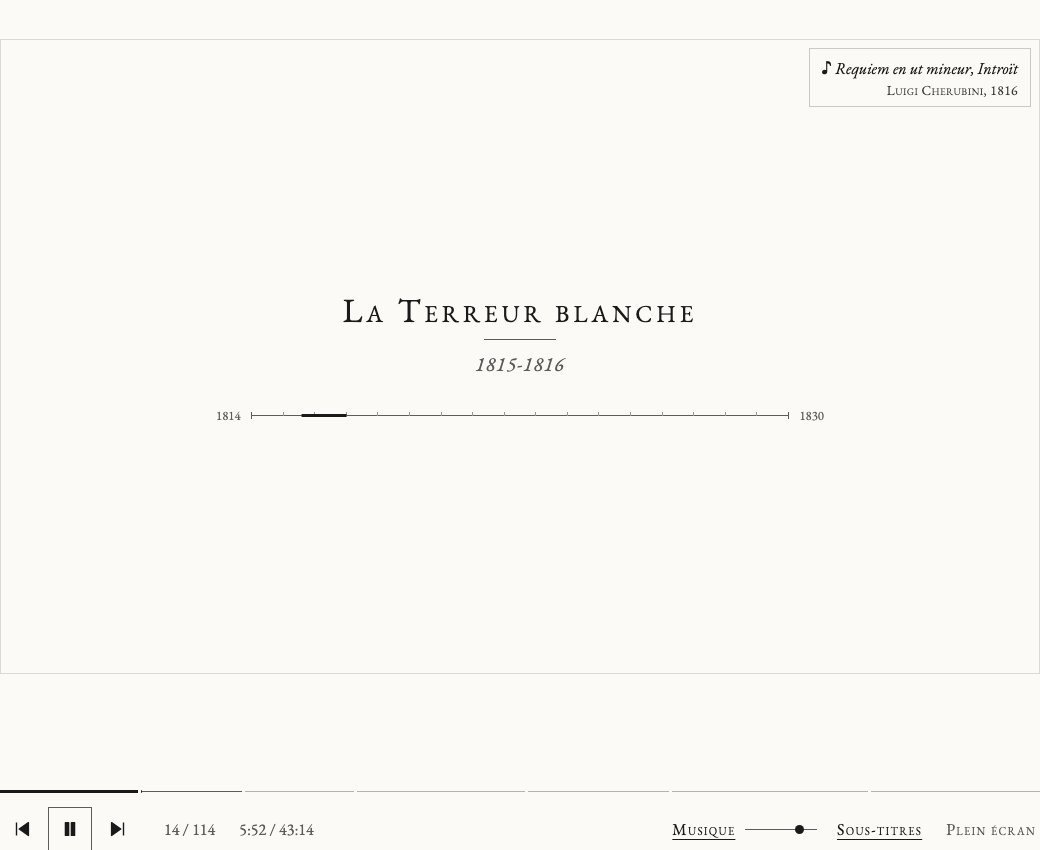 ♪ Requiem en ut mineur, Introït
Luigi Cherubini, 1816
La Terreur blanche
1815-1816
1814
1830
14 / 114
5:52 / 43:14
Musique
Sous-titres
Plein écran